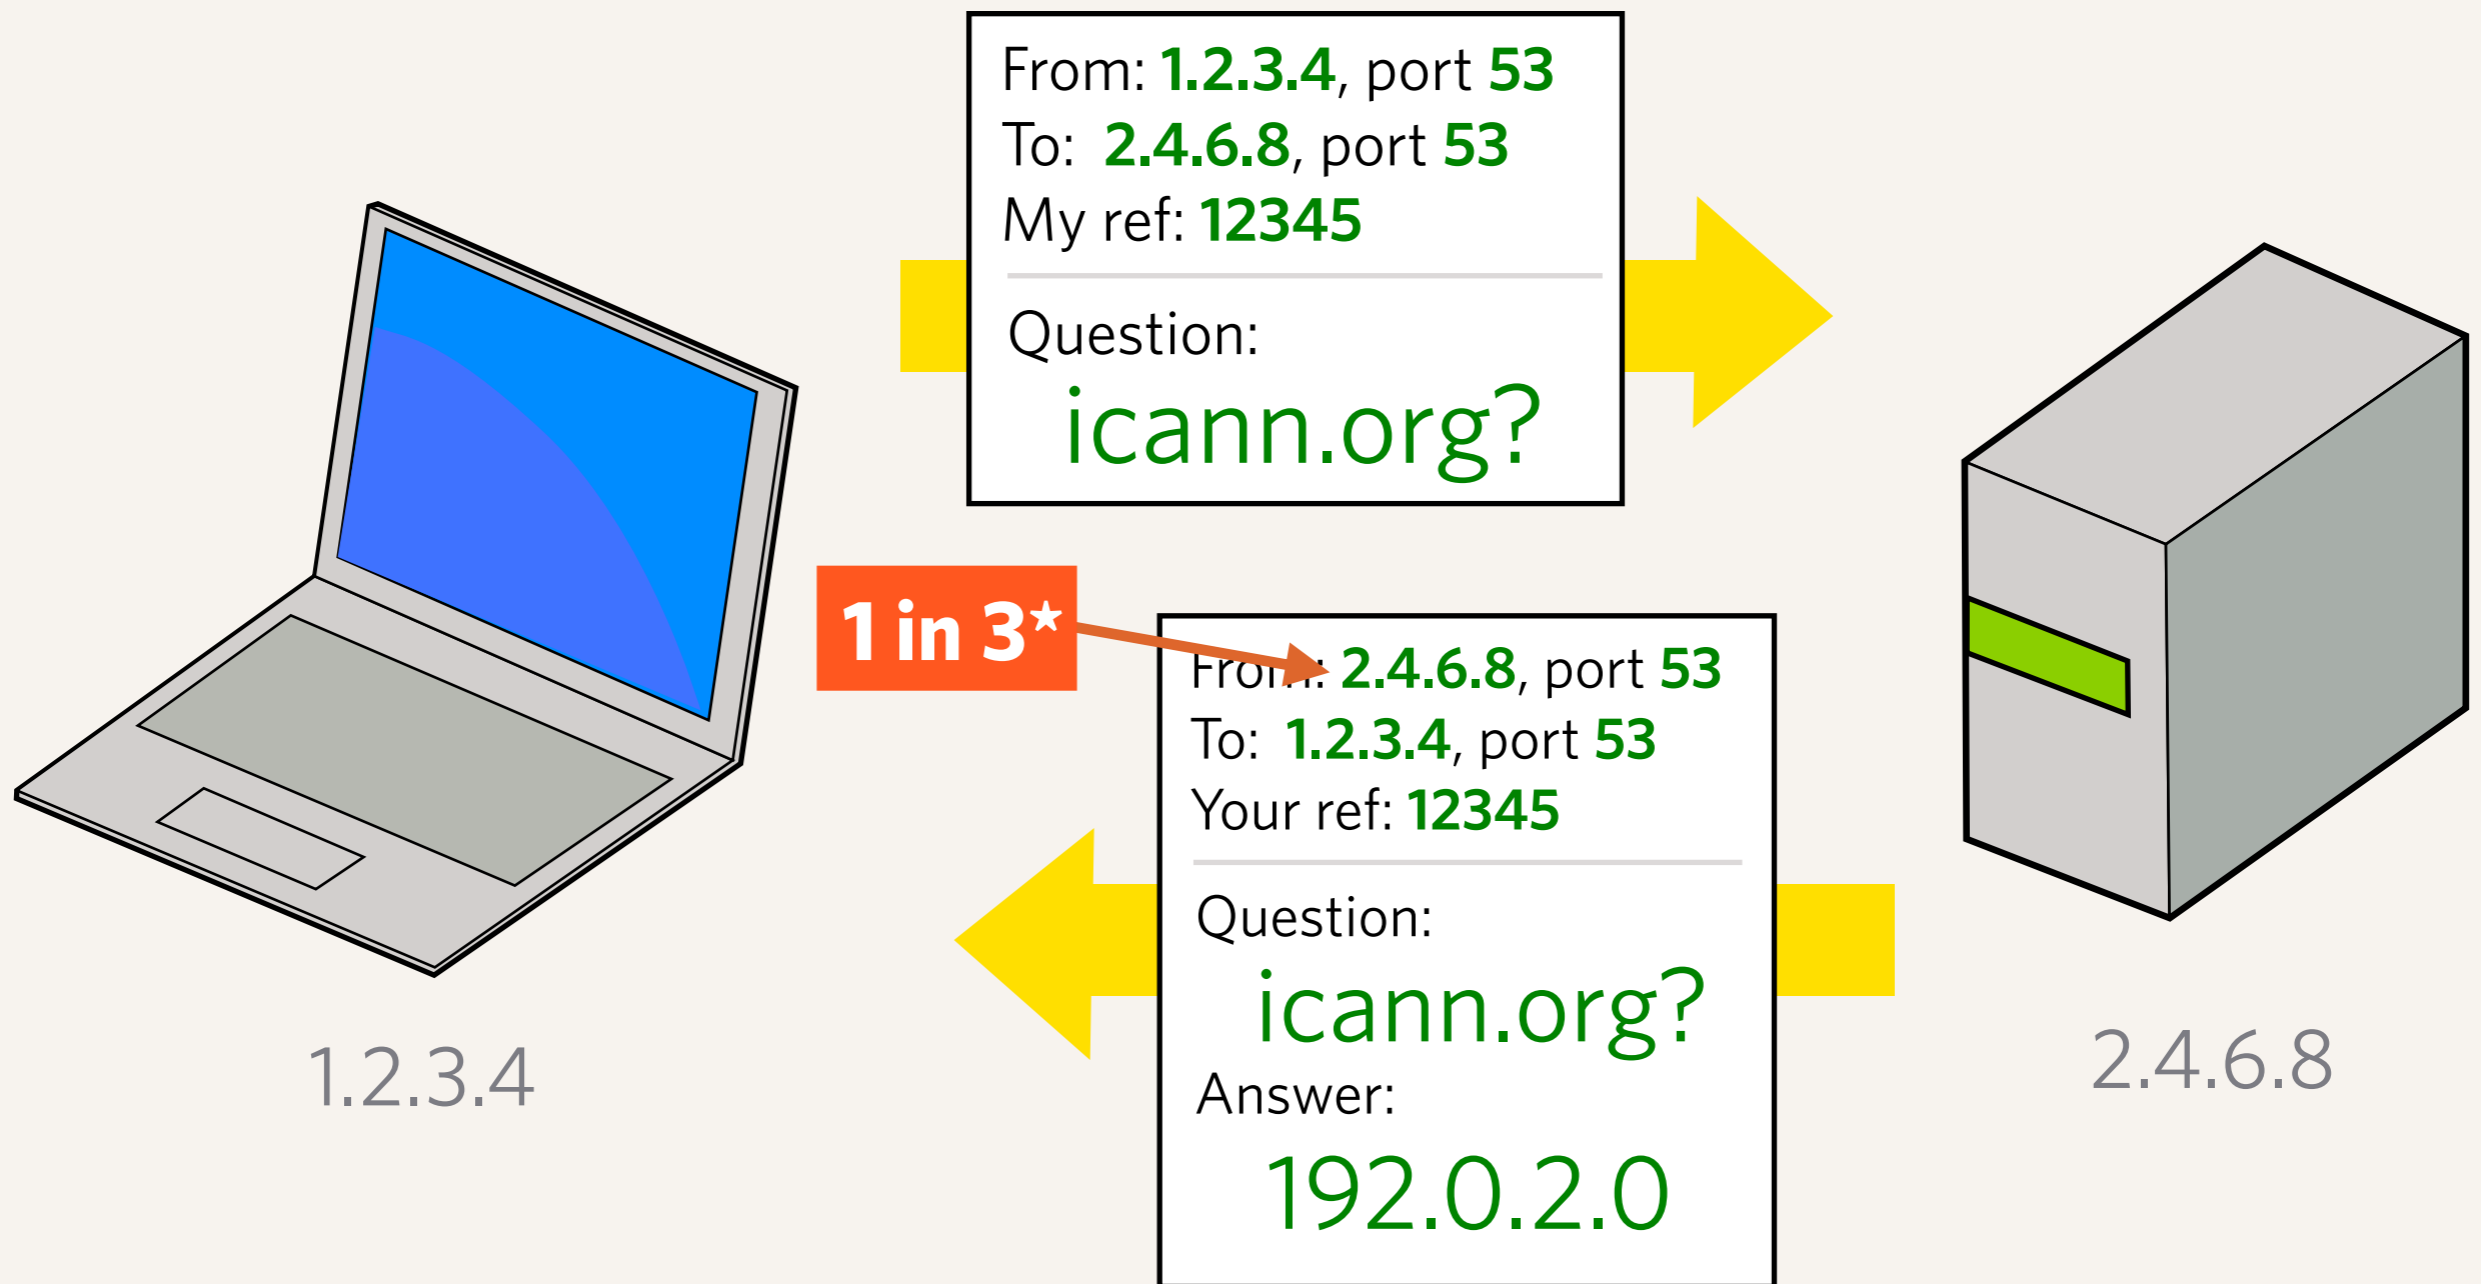 From: 1.2.3.4, port 53
To: 2.4.6.8, port 53
My ref: 12345
Question:
icann.org?
1 in 3*
From: 2.4.6.8, port 53
To: 1.2.3.4, port 53
Your ref: 12345
Question:
icann.org?
Answer:
192.0.2.0
1.2.3.4
2.4.6.8